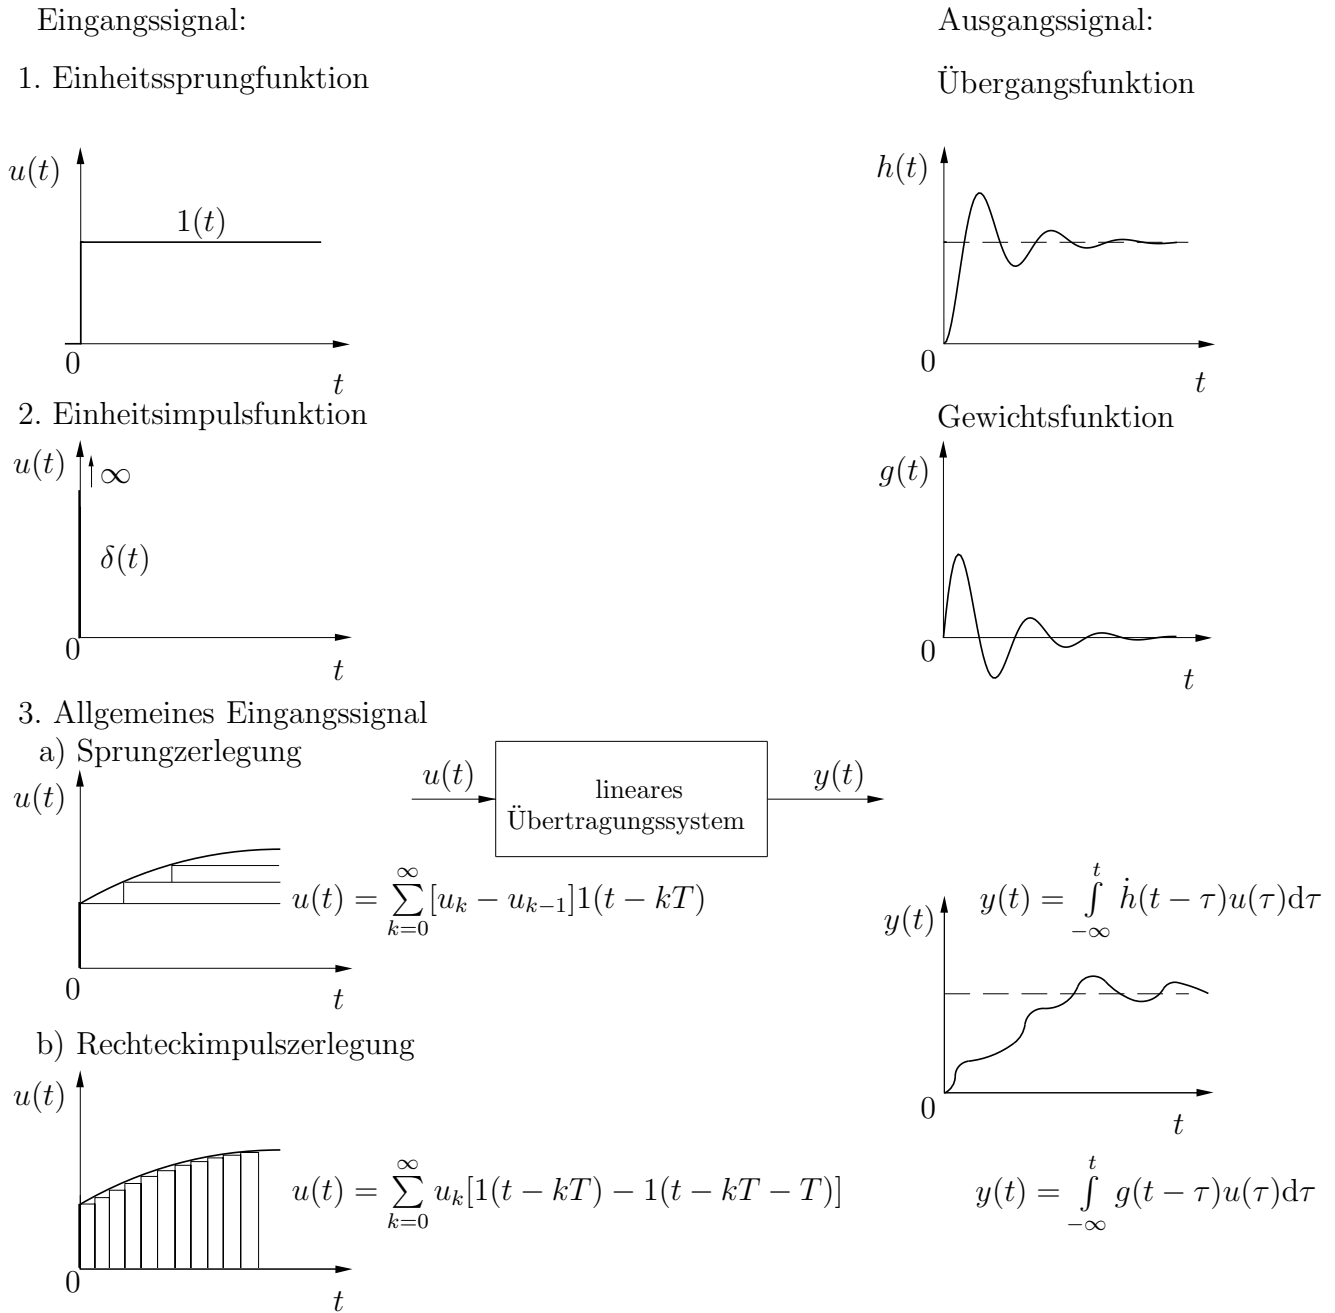 Eingangssignal:
Ausgangssignal:
1. Einheitssprungfunktion
Übergangsfunktion
u(t)
1(t)
0
t
h(t)
0
t
2. Einheitsimpulsfunktion
Gewichtsfunktion
u(t)
∞
δ(t)
0
t
g(t)
0
t
3. Allgemeines Eingangssignal
a) Sprungzerlegung
u(t)
u(t)
lineares
Übertragungssystem
y(t)
u(t) = ∑_{k=0}^{∞} [u_k − u_{k−1}]1(t − kT)
0
t
y(t) = ∫_{−∞}^{t} ḣ(t − τ)u(τ)dτ
y(t)
0
t
b) Rechteckimpulszerlegung
u(t)
u(t) = ∑_{k=0}^{∞} u_k[1(t − kT) − 1(t − kT − T)]
0
t
y(t) = ∫_{−∞}^{t} g(t − τ)u(τ)dτ